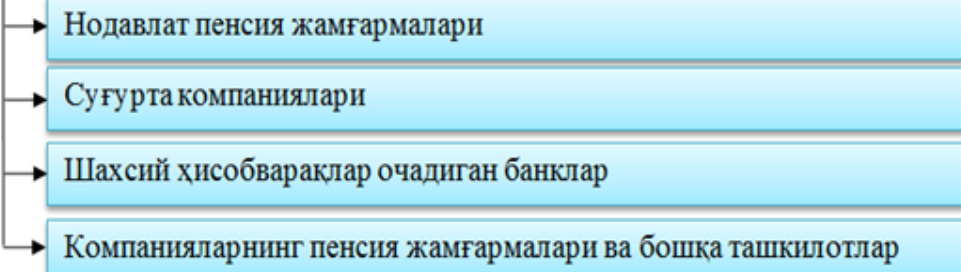 Нодавлат пенсия жамғармалари
Суғурта компаниялари
Шахсий ҳисобварақлар очадиган банклар
Компанияларнинг пенсия жамғармалари ва бошқа ташкилотлар